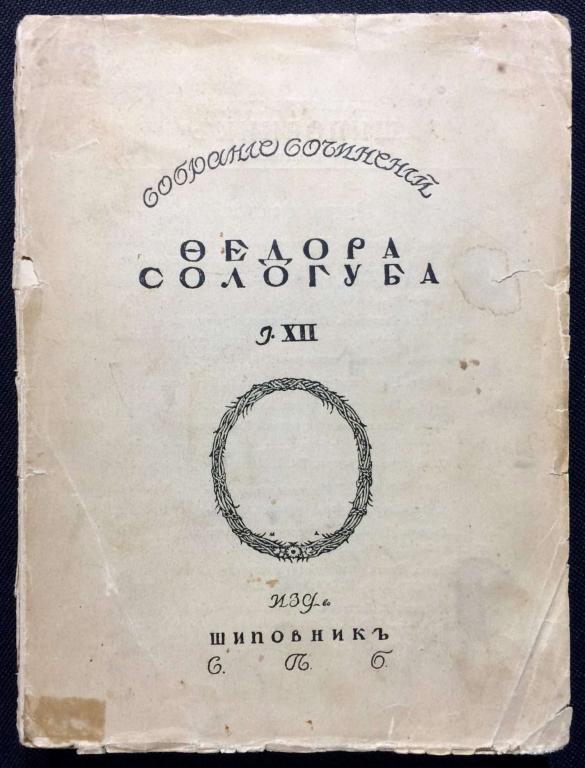 Собранiе Сочиненiй
ѲЕДОРА
СОЛОГУБА
Т. XII
М Д
Изд-во
ШИПОВНИКЪ
С. П. б.